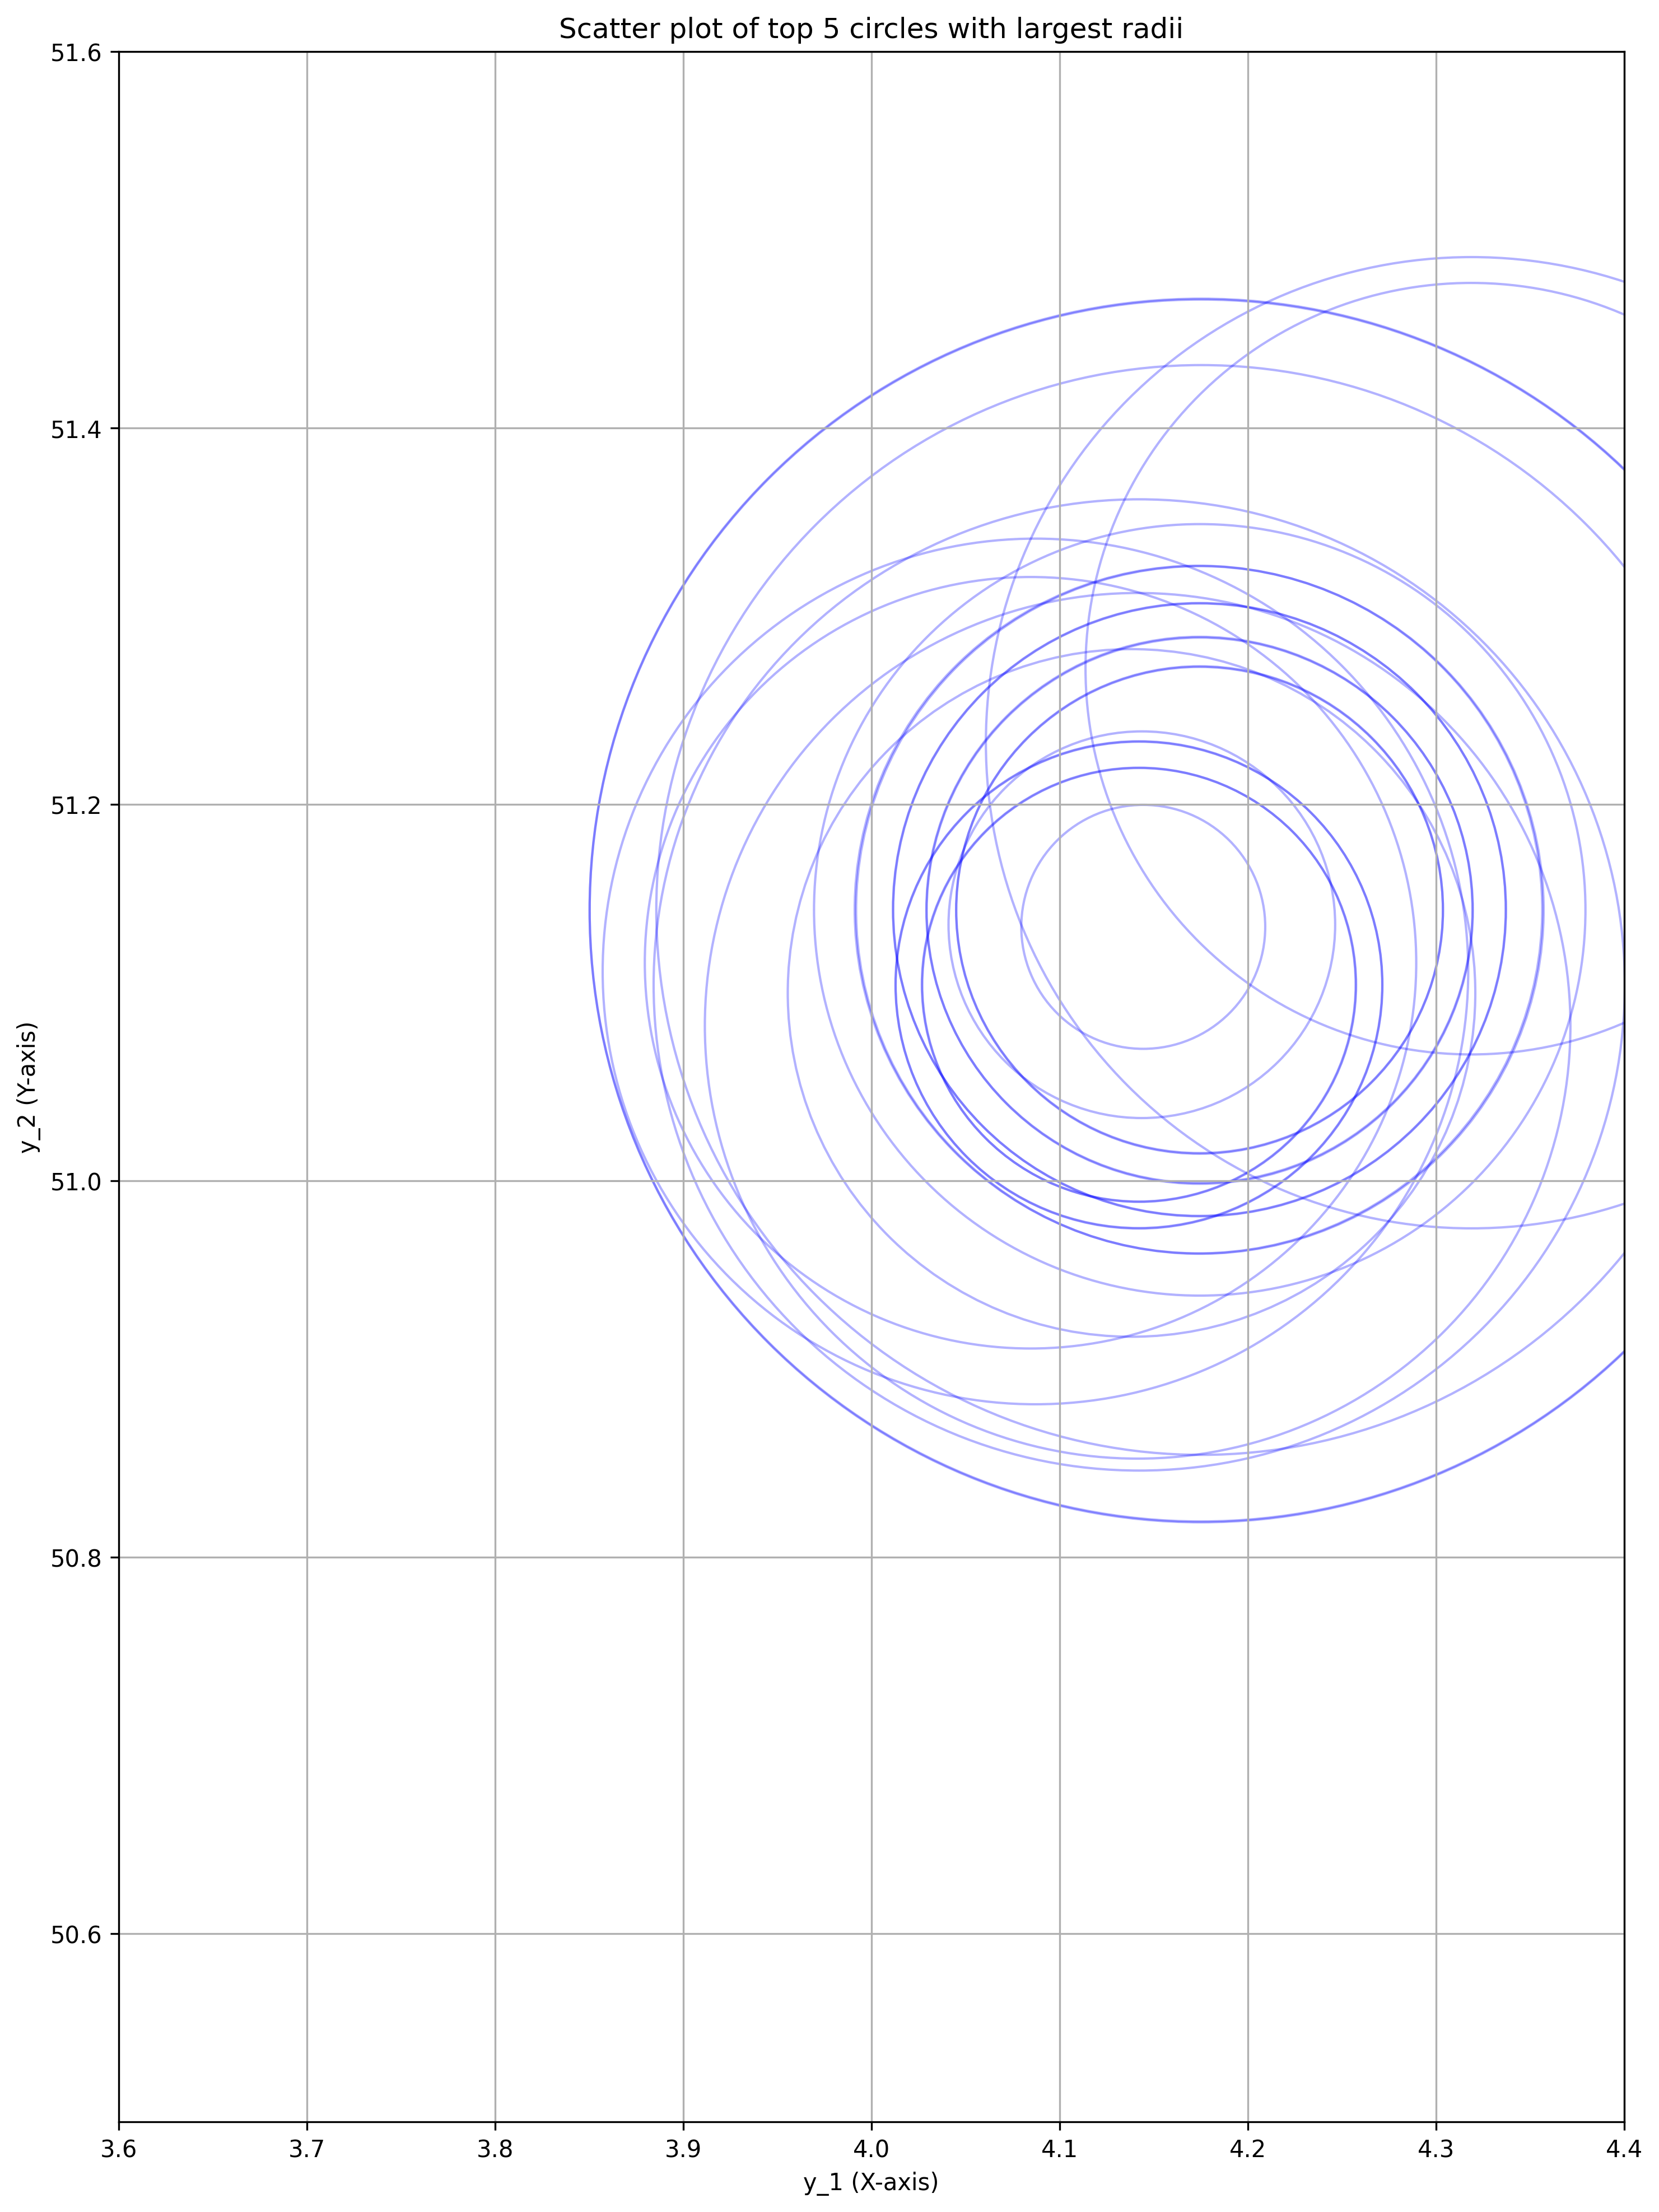 Scatter plot of top 5 circles with largest radii
51.6
51.4
51.2
51.0
50.8
50.6
y_2 (Y-axis)
3.6 3.7 3.8 3.9 4.0 4.1 4.2 4.3 4.4
y_1 (X-axis)